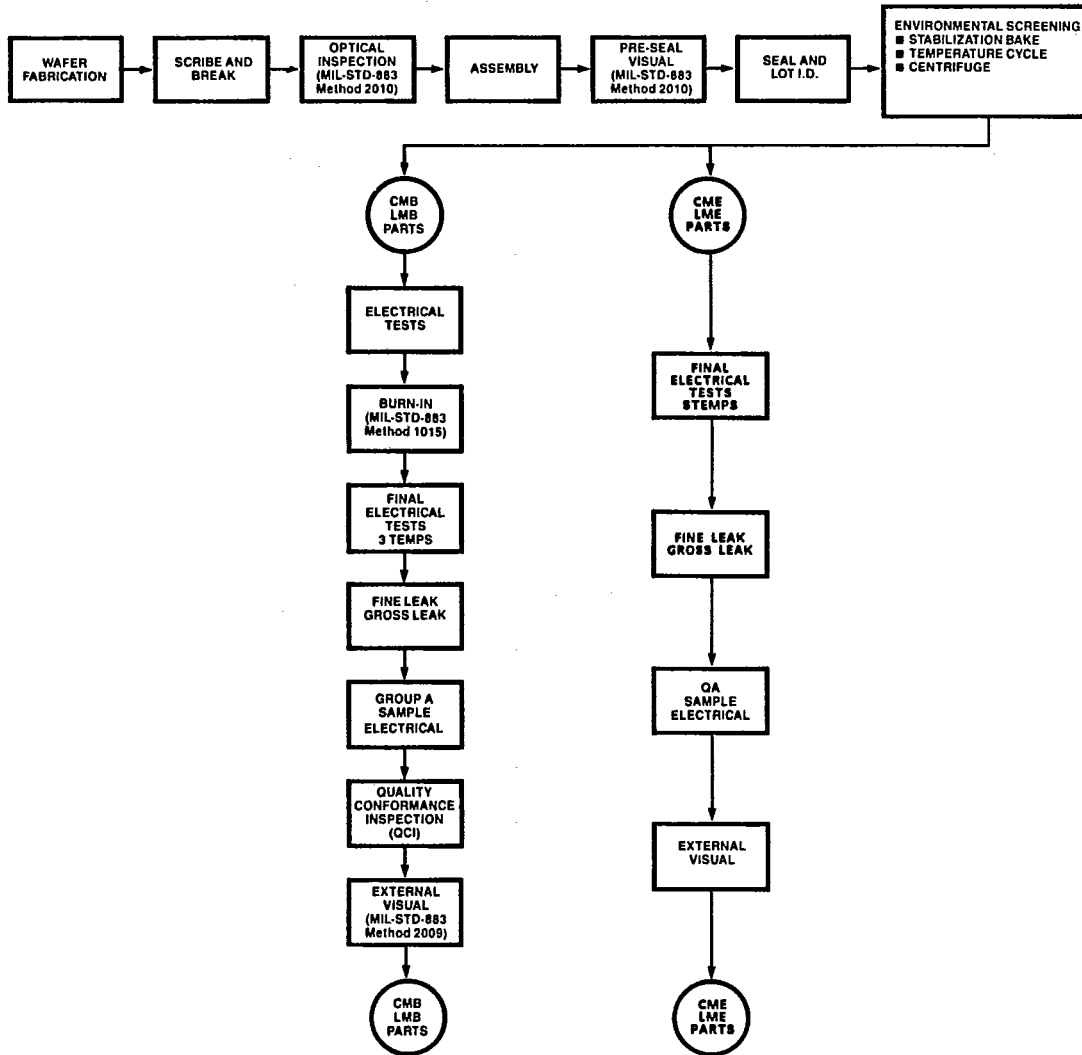 WAFER
FABRICATION
SCRIBE AND
BREAK
OPTICAL
INSPECTION
(MIL-STD-883
Method 2010)
ASSEMBLY
PRE-SEAL
VISUAL
(MIL-STD-883
Method 2010)
SEAL AND
LOT I.D.
ENVIRONMENTAL SCREENING
■ STABILIZATION BAKE
■ TEMPERATURE CYCLE
■ CENTRIFUGE
CMB
LMB
PARTS
ELECTRICAL
TESTS
BURN-IN
(MIL-STD-883
Method 1015)
FINAL
ELECTRICAL
TESTS
3 TEMPS
FINE LEAK
GROSS LEAK
GROUP A
SAMPLE
ELECTRICAL
QUALITY
CONFORMANCE
INSPECTION
(QCI)
EXTERNAL
VISUAL
(MIL-STD-883
Method 2009)
CMB
LMB
PARTS
CME
LME
PARTS
FINAL
ELECTRICAL
TESTS
STEMPS
FINE LEAK
GROSS LEAK
QA
SAMPLE
ELECTRICAL
EXTERNAL
VISUAL
CME
LME
PARTS